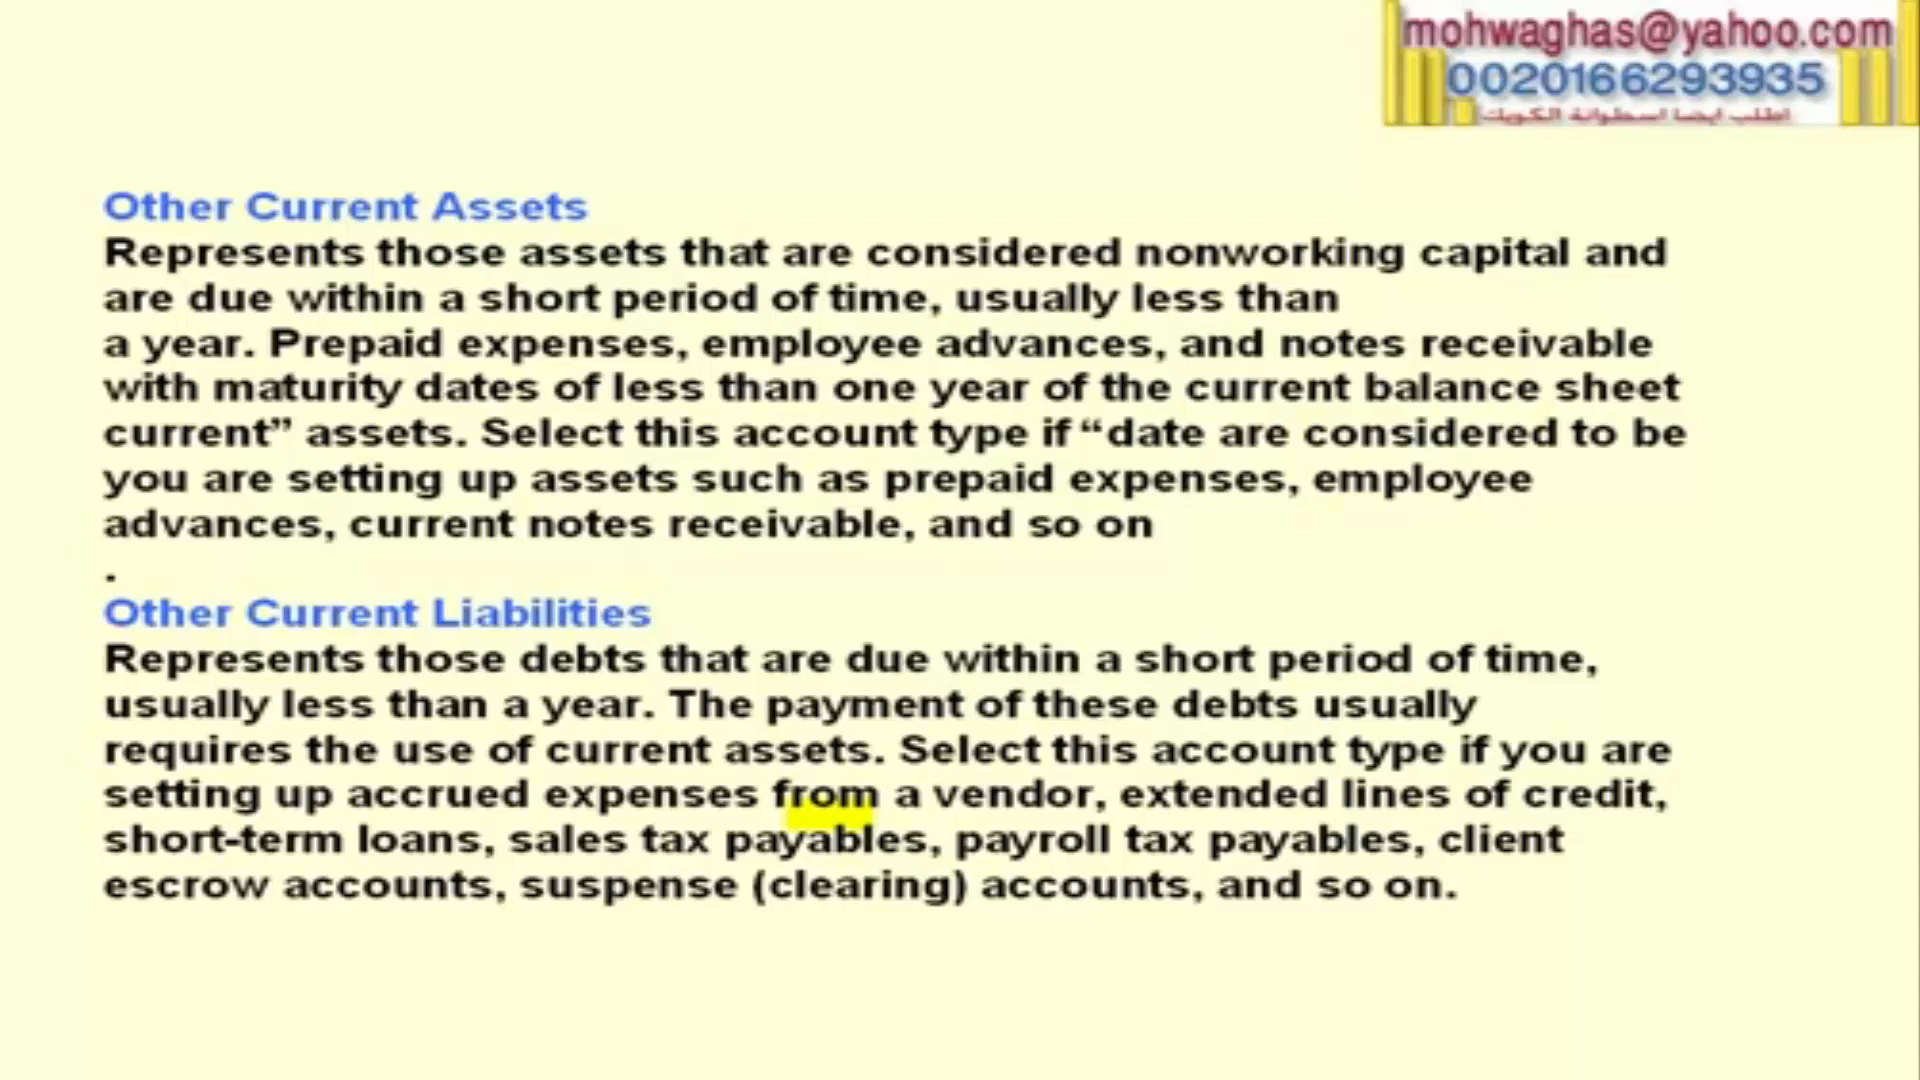 mohwaghas@yahoo.com
0020166293935
اطلب ايضا اسطوانة الكويك
Other Current Assets
Represents those assets that are considered nonworking capital and
are due within a short period of time, usually less than
a year. Prepaid expenses, employee advances, and notes receivable
with maturity dates of less than one year of the current balance sheet
current” assets. Select this account type if “date are considered to be
you are setting up assets such as prepaid expenses, employee
advances, current notes receivable, and so on
.
Other Current Liabilities
Represents those debts that are due within a short period of time,
usually less than a year. The payment of these debts usually
requires the use of current assets. Select this account type if you are
setting up accrued expenses from a vendor, extended lines of credit,
short-term loans, sales tax payables, payroll tax payables, client
escrow accounts, suspense (clearing) accounts, and so on.